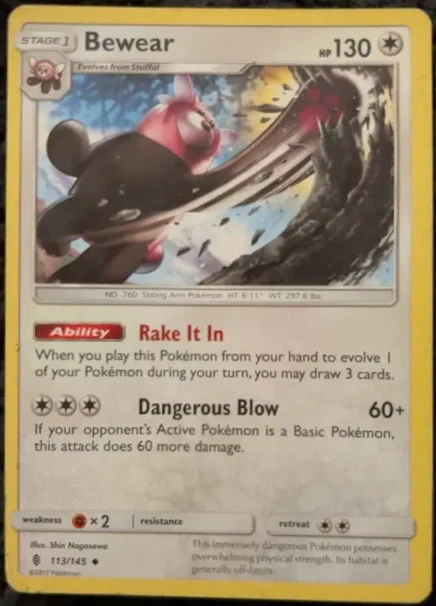 STAGE 1 Bewear HP 130
Evolves from Stufful
NO. 760 Strong Arm Pokémon HT: 6'11" WT: 297.6 lbs.
Ability Rake It In
When you play this Pokémon from your hand to evolve 1
of your Pokémon during your turn, you may draw 3 cards.
Dangerous Blow 60+
If your opponent's Active Pokémon is a Basic Pokémon,
this attack does 60 more damage.
weakness ×2 resistance retreat
Illus. Shin Nagasawa
113/145
©2017 Pokémon
This immensely dangerous Pokémon possesses
overwhelming physical strength. Its habitat is
generally off-limits.